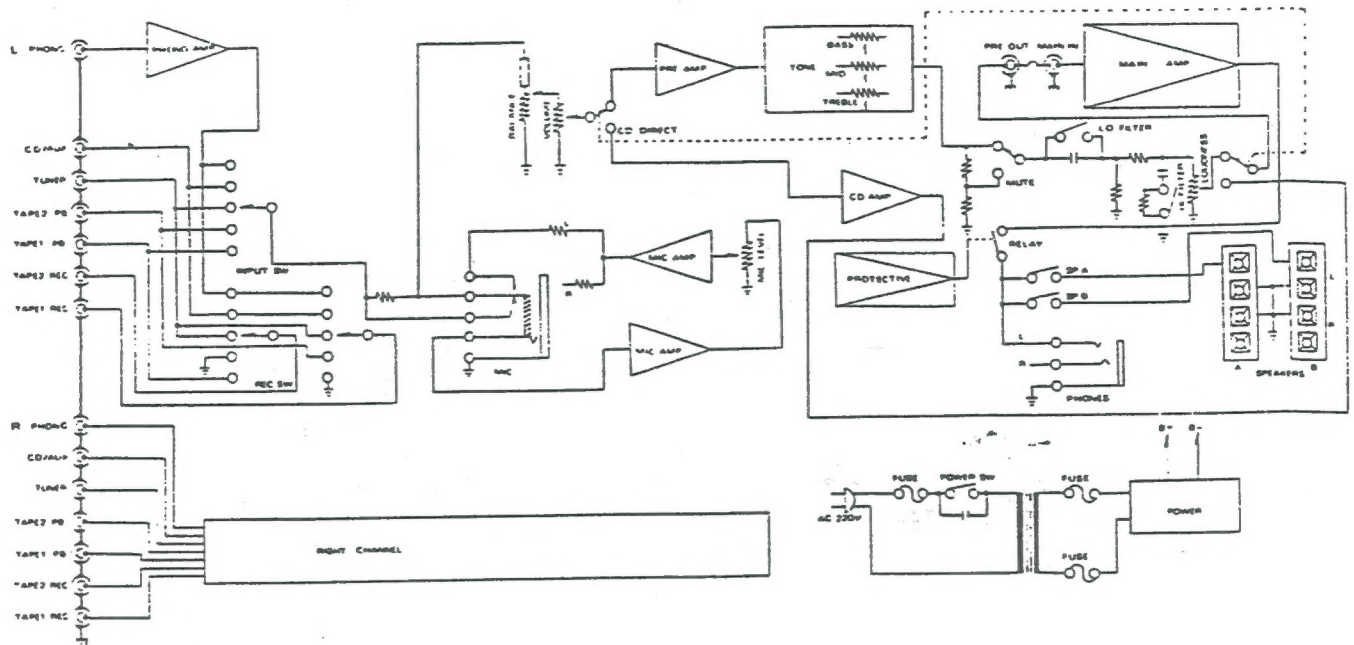 L PHONO
PHONO AMP
CD/AUX
TUNER
TAPE2 PB
TAPE1 PB
TAPE2 REC
TAPE1 REC
INPUT SW
REC SW
BALANCE
VOLUME
CD DIRECT
PRE AMP
TONE
BASS
MID
TREBLE
PRE OUT
MAIN IN
MAIN AMP
LO FILTER
MUTE
HI FILTER
LOUDNESS
CD AMP
L
R
MIC AMP
MIC LEVEL
MIC AMP
MIC
PROTECTIVE
RELAY
SP A
SP B
L
R
PHONES
L
R
A
B
SPEAKERS
R PHONO
CD/AUX
TUNER
TAPE2 PB
TAPE1 PB
TAPE2 REC
TAPE1 REC
RIGHT CHANNEL
AC 220V
FUSE
POWER SW
FUSE
FUSE
POWER